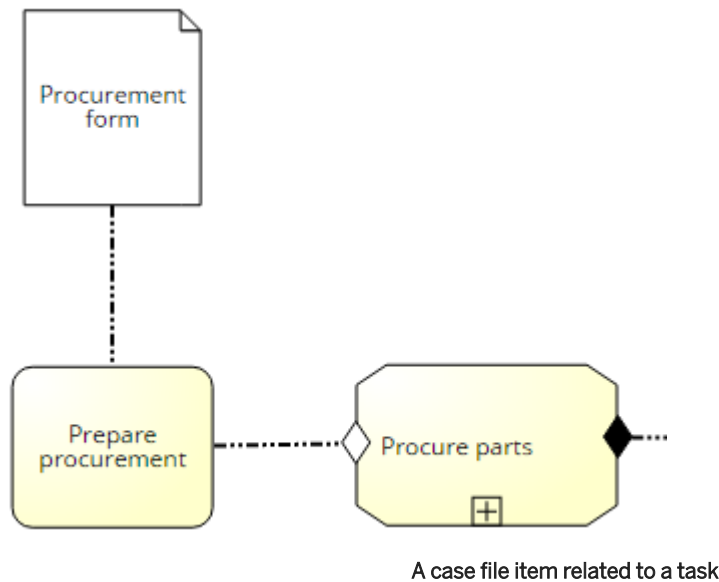 Procurement
form
Prepare
procurement
Procure parts
A case file item related to a task